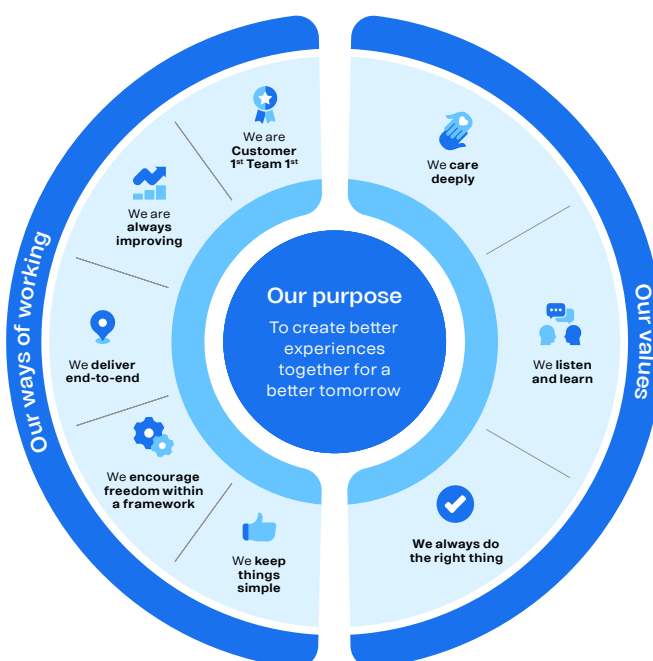 Our ways of working
We are
Customer
1st Team 1st
We are
always
improving
We deliver
end-to-end
We encourage
freedom within
a framework
We keep
things
simple
Our purpose
To create better
experiences
together for a
better tomorrow
Our values
We care
deeply
We listen
and learn
We always do
the right thing